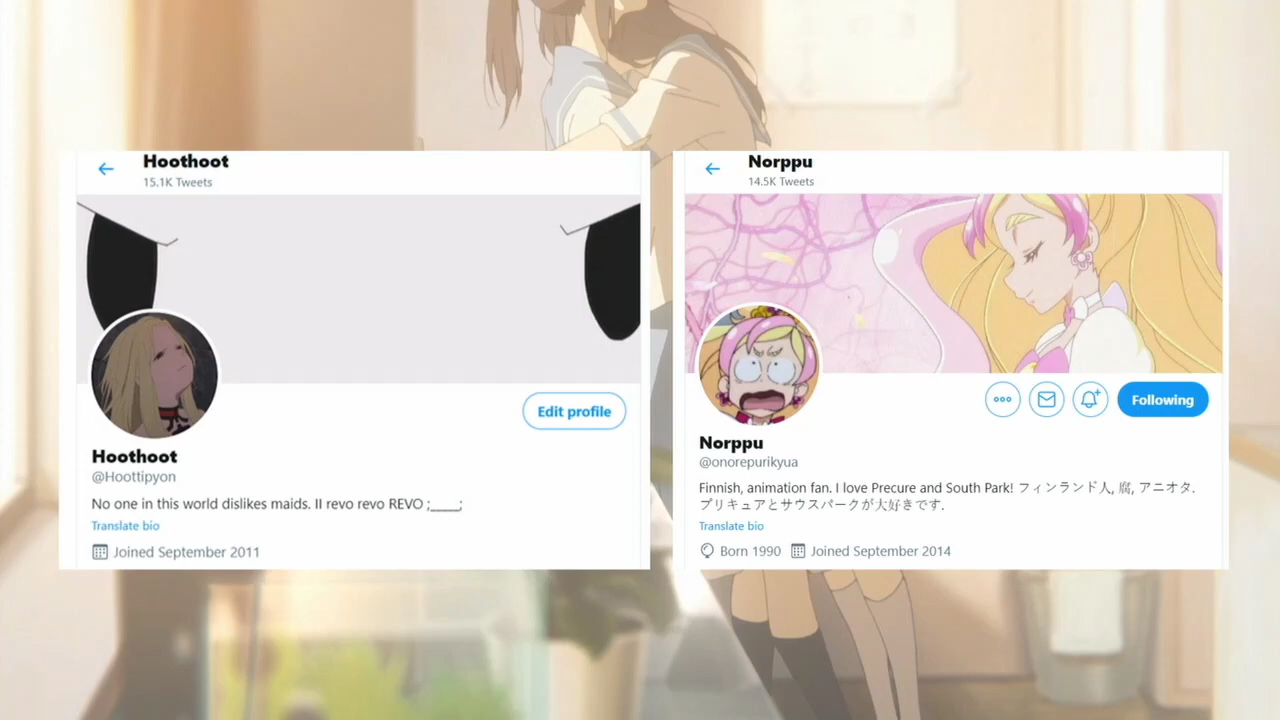 Hoothoot
15.1K Tweets
Edit profile
Hoothoot
@Hoottipyon
No one in this world dislikes maids. II revo revo REVO ;____;
Translate bio
Joined September 2011
Norppu
14.5K Tweets
Following
Norppu
@onorepurikyua
Finnish, animation fan. I love Precure and South Park! フィンランド人, 腐, アニオタ.
プリキュアとサウスパークが大好きです.
Translate bio
Born 1990 Joined September 2014